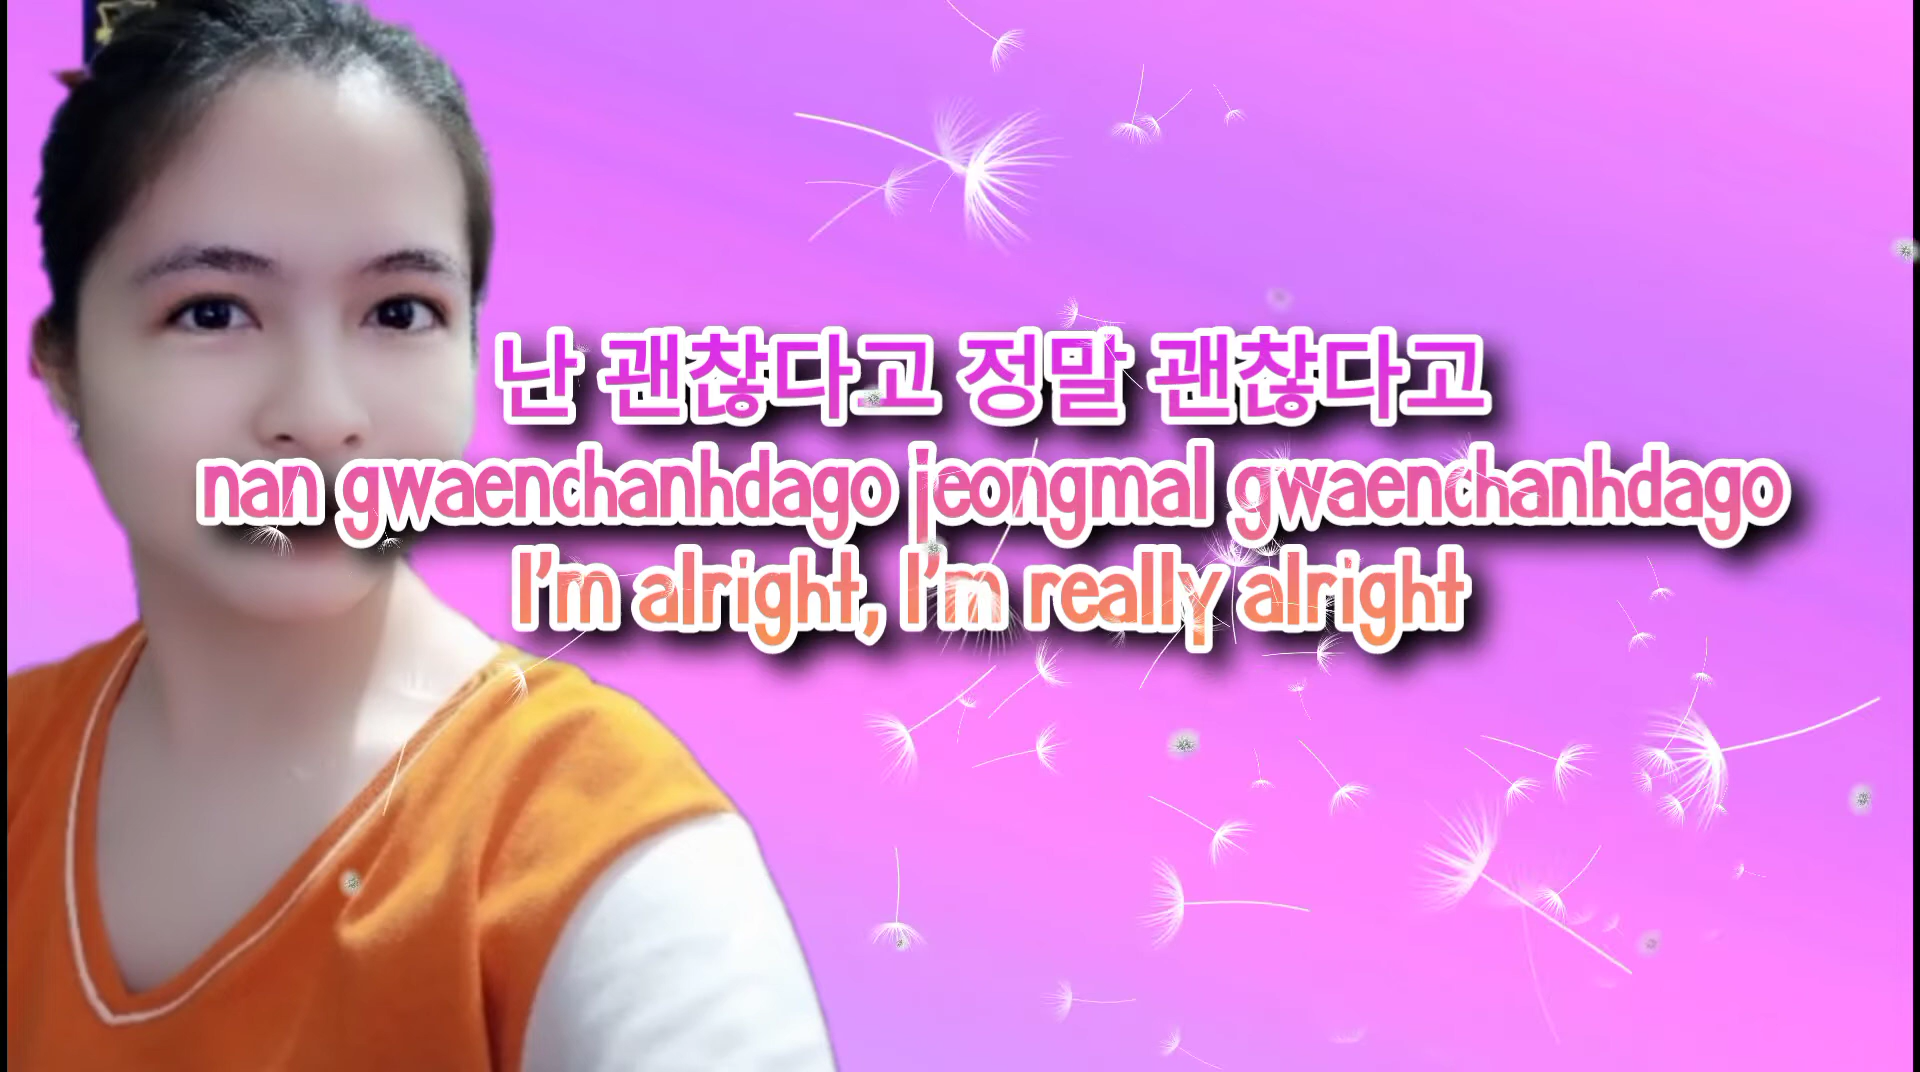 난 괜찮다고 정말 괜찮다고
nan gwaenchanhdago jeongmal gwaenchanhdago
I'm alright, I'm really alright